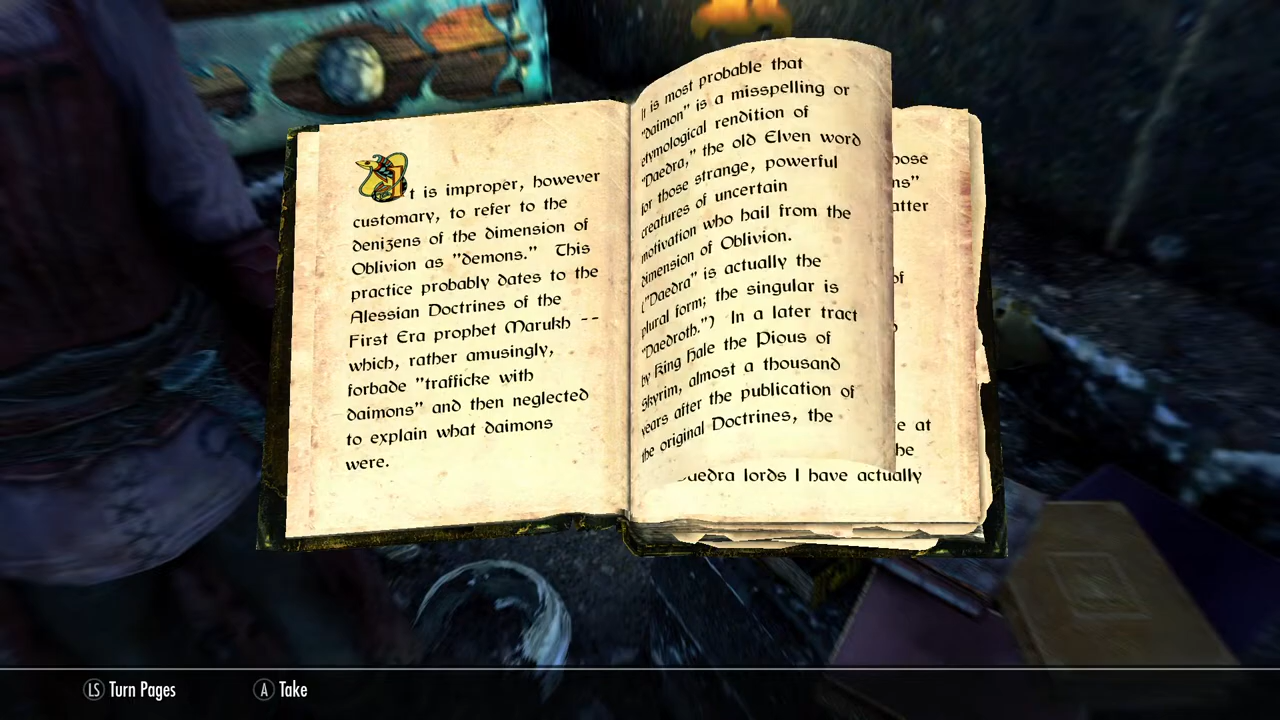 It is improper, however
customary, to refer to the
denizens of the dimension of
Oblivion as "demons." This
practice probably dates to the
Alessian Doctrines of the
First Era prophet Marukh --
which, rather amusingly,
forbade "trafficke with
daimons" and then neglected
to explain what daimons
were.
It is most probable that
"daimon" is a misspelling or
etymological rendition of
"Daedra," the old Elven word
for those strange, powerful
creatures of uncertain
motivation who hail from the
dimension of Oblivion.
("Daedra" is actually the
plural form; the singular is
"Daedroth.") In a later tract
by King Hale the Pious of
Skyrim, almost a thousand
years after the publication of
the original Doctrines, the
of
at
Daedra lords I have actually
LS Turn Pages
A Take